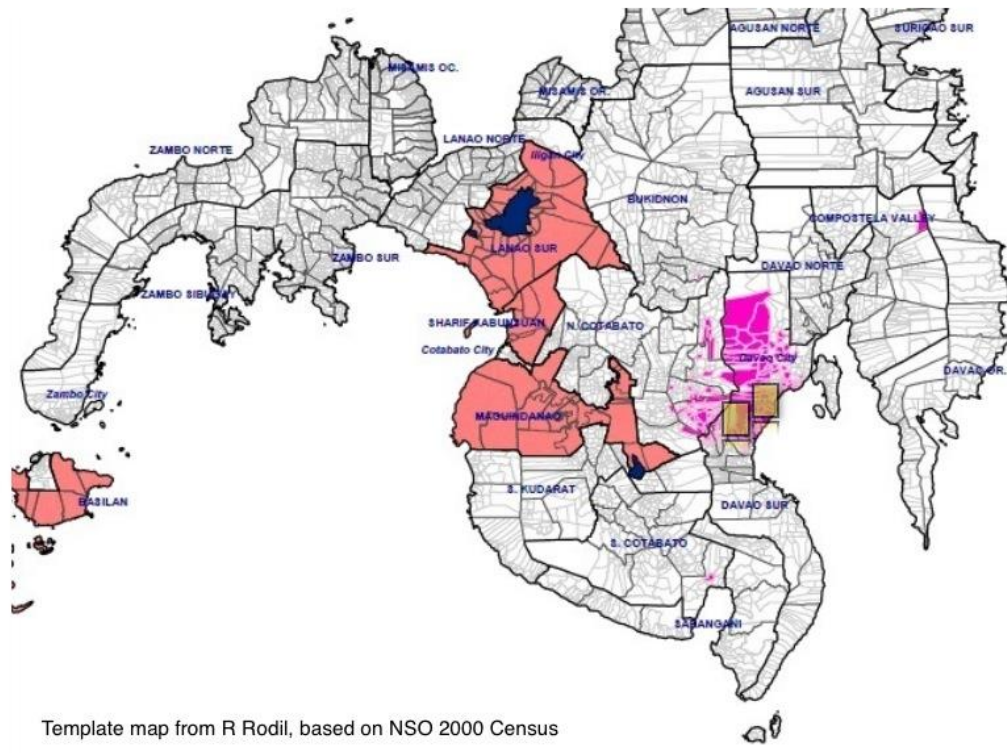 AGUSAN NORTE
SURIGAO SUR
MISAMIS OC.
MISAMIS OR.
AGUSAN SUR
LANAO NORTE
ZAMBO NORTE
Iligan City
BUKIDNON
COMPOSTELA VALLEY
LANAO SUR
ZAMBO SUR
DAVAO NORTE
ZAMBO SIBUGAY
SHARIF KABUNSUAN
N. COTABATO
Cotabato City
Davao City
DAVAO OR.
Zambo City
MAGUINDANAO
S. KUDARAT
BASILAN
DAVAO SUR
S. COTABATO
SARANGANI
Template map from R Rodil, based on NSO 2000 Census